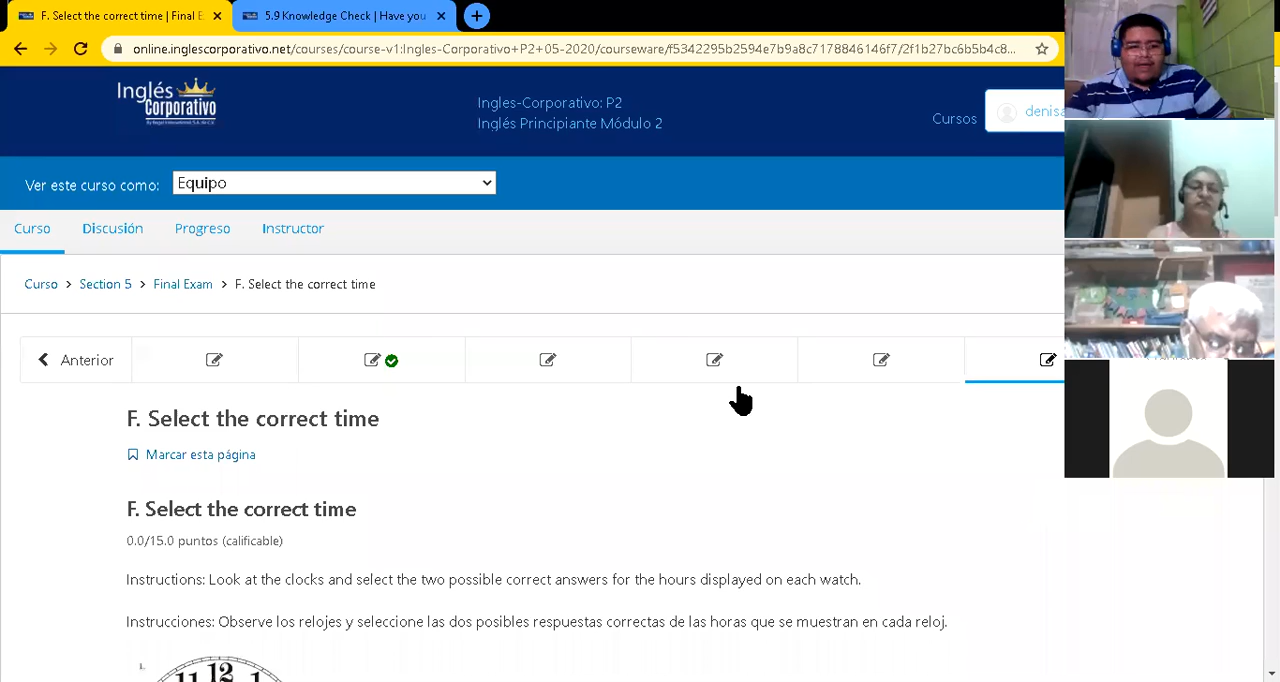 F. Select the correct time | Final E
5.9 Knowledge Check | Have you
online.inglescorporativo.net/courses/course-v1:Ingles-Corporativo+P2+05-2020/courseware/f5342295b2594e7b9a8c7178846146f7/2f1b27bc6b5b4c8...
Inglés
Corporativo
Ingles-Corporativo: P2
Inglés Principiante Módulo 2
Cursos
denisa
Ver este curso como:
Equipo
Curso
Discusión
Progreso
Instructor
Curso > Section 5 > Final Exam > F. Select the correct time
Anterior
F. Select the correct time
Marcar esta página
F. Select the correct time
0.0/15.0 puntos (calificable)
Instructions: Look at the clocks and select the two possible correct answers for the hours displayed on each watch.
Instrucciones: Observe los relojes y seleccione las dos posibles respuestas correctas de las horas que se muestran en cada reloj.
11 12 1